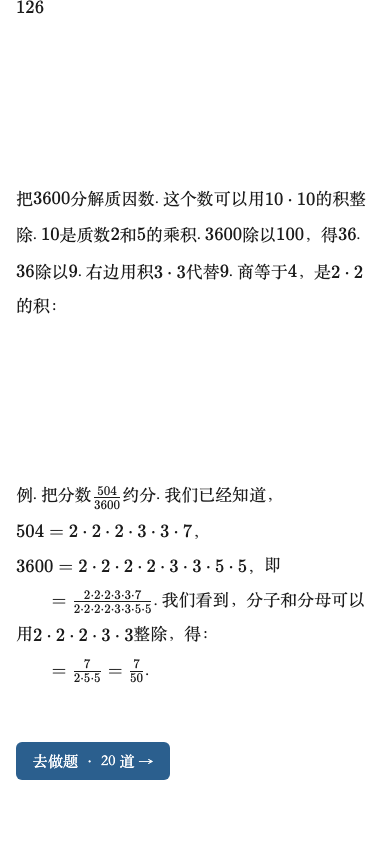 126
把3600分解质因数. 这个数可以用10 · 10的积整
除. 10是质数2和5的乘积. 3600除以100，得36.
36除以9. 右边用积3 · 3代替9. 商等于4，是2 · 2
的积：
例. 把分数504/3600约分. 我们已经知道，
504 = 2 · 2 · 2 · 3 · 3 · 7，
3600 = 2 · 2 · 2 · 2 · 3 · 3 · 5 · 5，即
= 2·2·2·3·3·7/2·2·2·2·3·3·5·5. 我们看到，分子和分母可以
用2 · 2 · 2 · 3 · 3整除，得：
= 7/2·5·5 = 7/50.
去做题 · 20 道 →